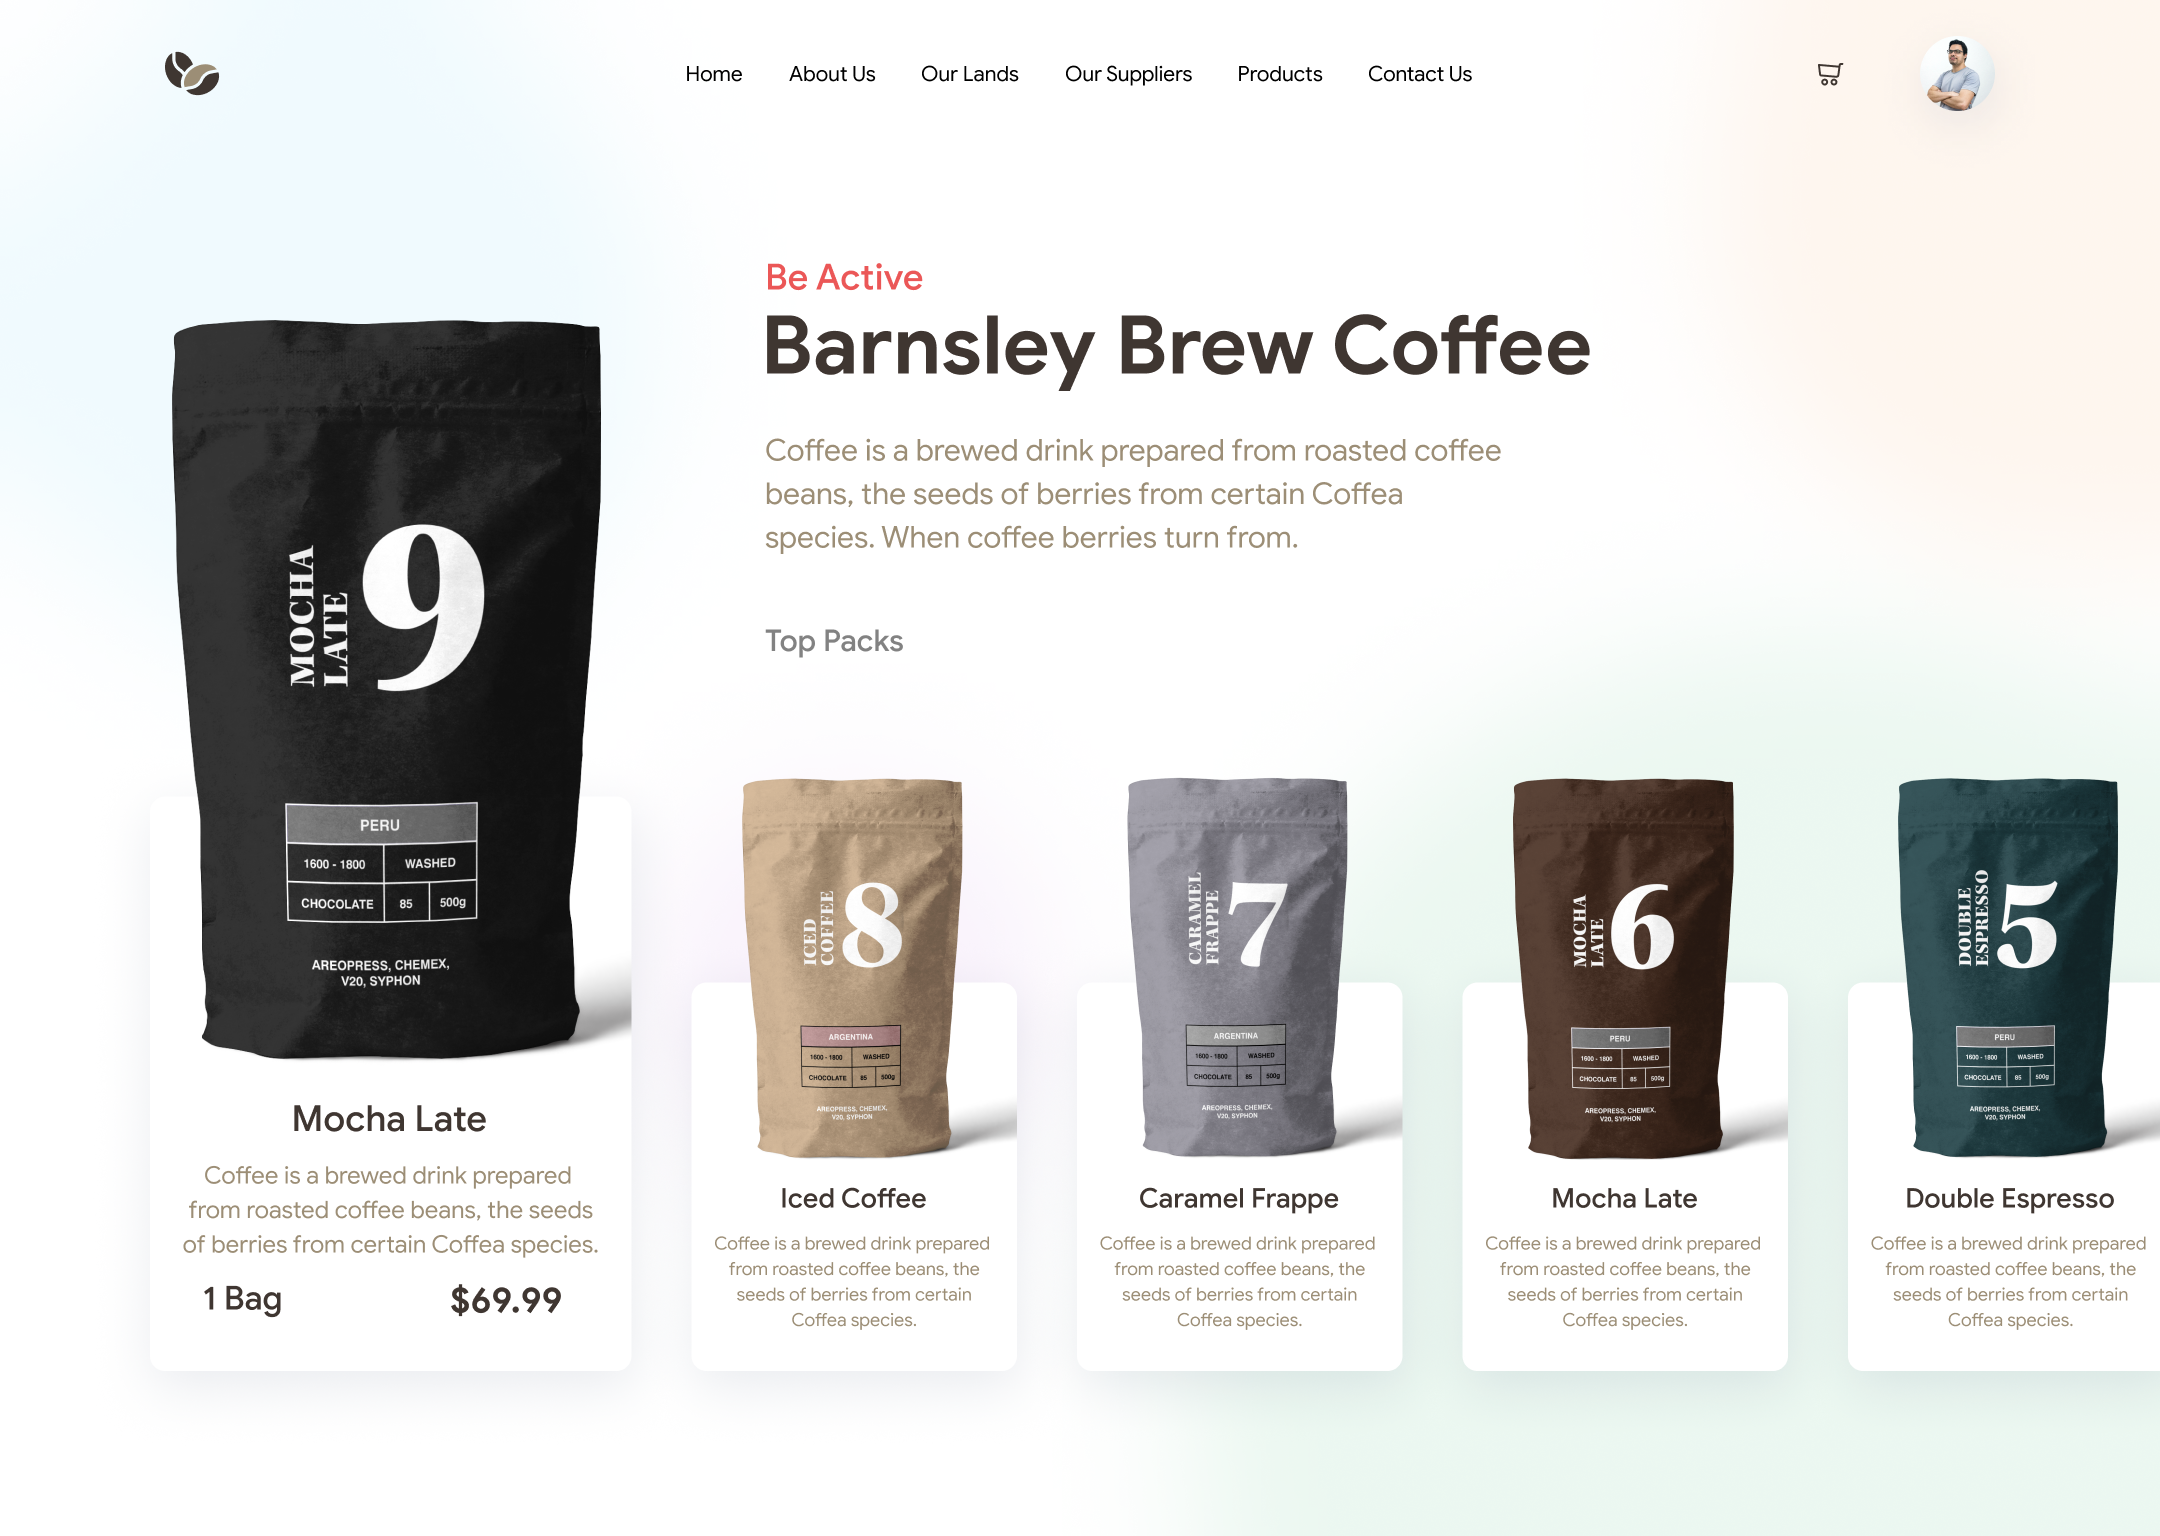 Home
About Us
Our Lands
Our Suppliers
Products
Contact Us
Be Active
Barnsley Brew Coffee
Coffee is a brewed drink prepared from roasted coffee
beans, the seeds of berries from certain Coffea
species. When coffee berries turn from.
Top Packs
MOCHA
LATE
9
PERU
1600 - 1800 WASHED
CHOCOLATE 85 500g
AREOPRESS, CHEMEX,
V20, SYPHON
Mocha Late
Coffee is a brewed drink prepared
from roasted coffee beans, the seeds
of berries from certain Coffea species.
1 Bag $69.99
ICED
COFFEE
8
ARGENTINA
1600 - 1800 WASHED
CHOCOLATE 85 500g
AREOPRESS, CHEMEX,
V20, SYPHON
Iced Coffee
Coffee is a brewed drink prepared
from roasted coffee beans, the
seeds of berries from certain
Coffea species.
CARAMEL
FRAPPE
7
ARGENTINA
1600 - 1800 WASHED
CHOCOLATE 85 500g
AREOPRESS, CHEMEX,
V20, SYPHON
Caramel Frappe
Coffee is a brewed drink prepared
from roasted coffee beans, the
seeds of berries from certain
Coffea species.
MOCHA
LATE
6
PERU
1600 - 1800 WASHED
CHOCOLATE 85 500g
AREOPRESS, CHEMEX,
V20, SYPHON
Mocha Late
Coffee is a brewed drink prepared
from roasted coffee beans, the
seeds of berries from certain
Coffea species.
DOUBLE
ESPRESSO
5
PERU
1600 - 1800 WASHED
CHOCOLATE 85 500g
AREOPRESS, CHEMEX,
V20, SYPHON
Double Espresso
Coffee is a brewed drink prepared
from roasted coffee beans, the
seeds of berries from certain
Coffea species.